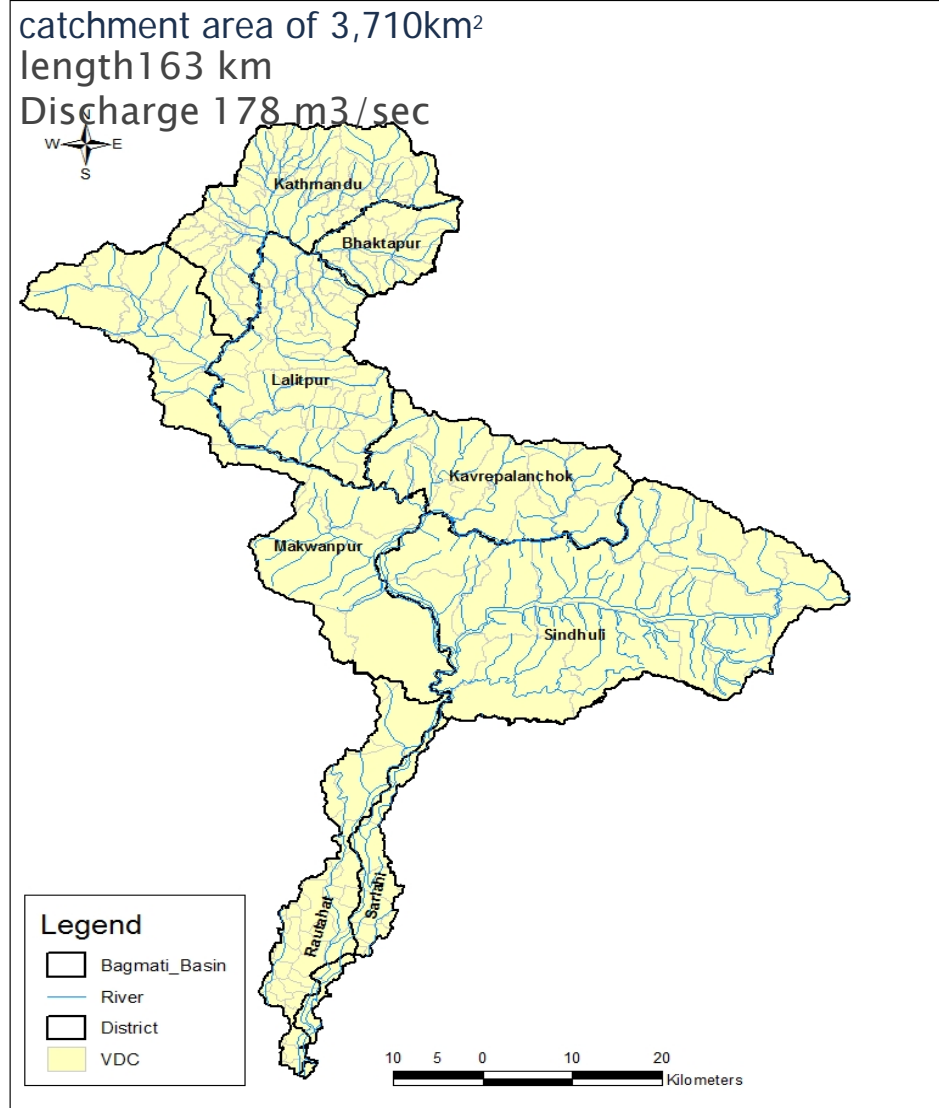 catchment area of 3,710km²
length163 km
Discharge 178 m3/sec
N
W E
S
Kathmandu
Bhaktapur
Lalitpur
Kavrepalanchok
Makwanpur
Sindhuli
Sarlahi
Rautahat
Legend
Bagmati_Basin
River
District
VDC
10 5 0 10 20
Kilometers